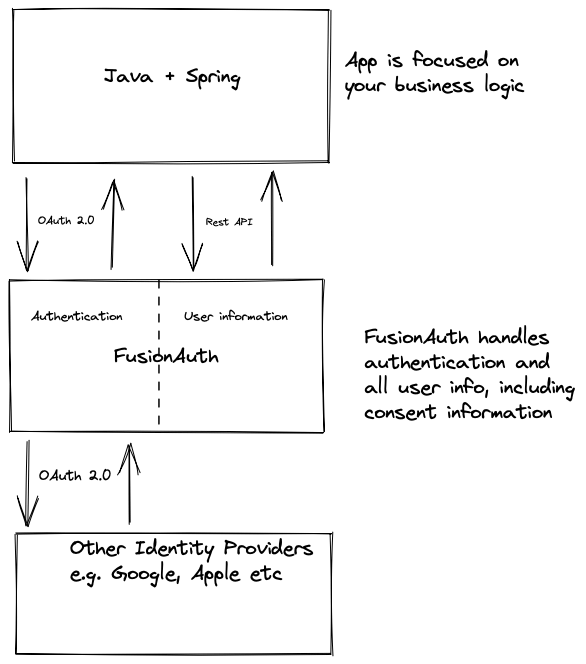 Java + Spring
App is focused on
your business logic
OAuth 2.0
Rest API
Authentication
User information
FusionAuth
FusionAuth handles
authentication and
all user info, including
consent information
OAuth 2.0
Other Identity Providers
e.g. Google, Apple etc